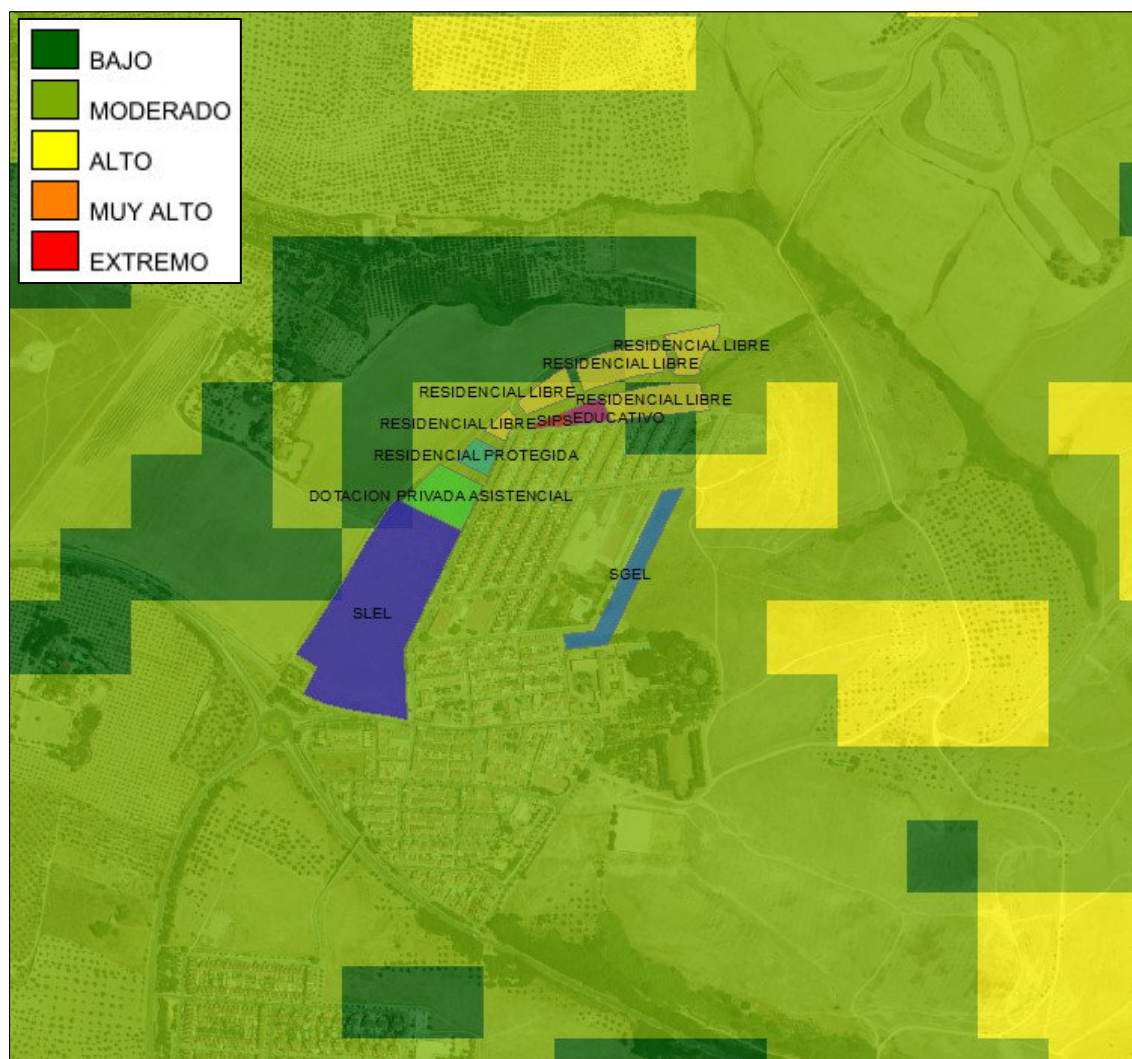 BAJO
MODERADO
ALTO
MUY ALTO
EXTREMO
RESIDENCIAL LIBRE
RESIDENCIAL LIBRE
RESIDENCIAL LIBRE
RESIDENCIAL LIBRE
RESIDENCIAL LIBRE
SIPS
EDUCATIVO
RESIDENCIAL PROTEGIDA
DOTACION PRIVADA ASISTENCIAL
SGEL
SLEL